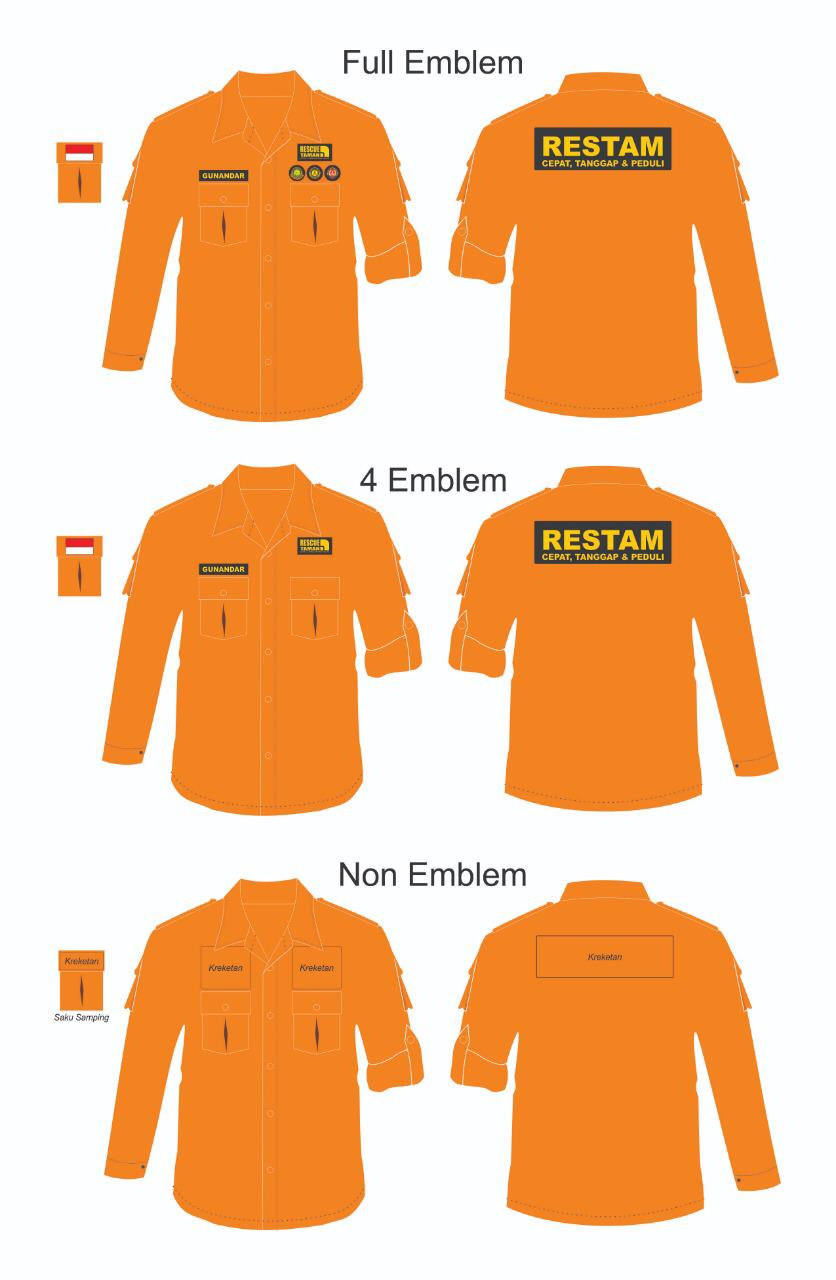 Full Emblem
RESCUE
TAMAN
GUNANDAR
RESTAM
CEPAT, TANGGAP & PEDULI
4 Emblem
RESCUE
TAMAN
GUNANDAR
RESTAM
CEPAT, TANGGAP & PEDULI
Non Emblem
Kreketan
Kreketan
Kreketan
Kreketan
Saku Samping